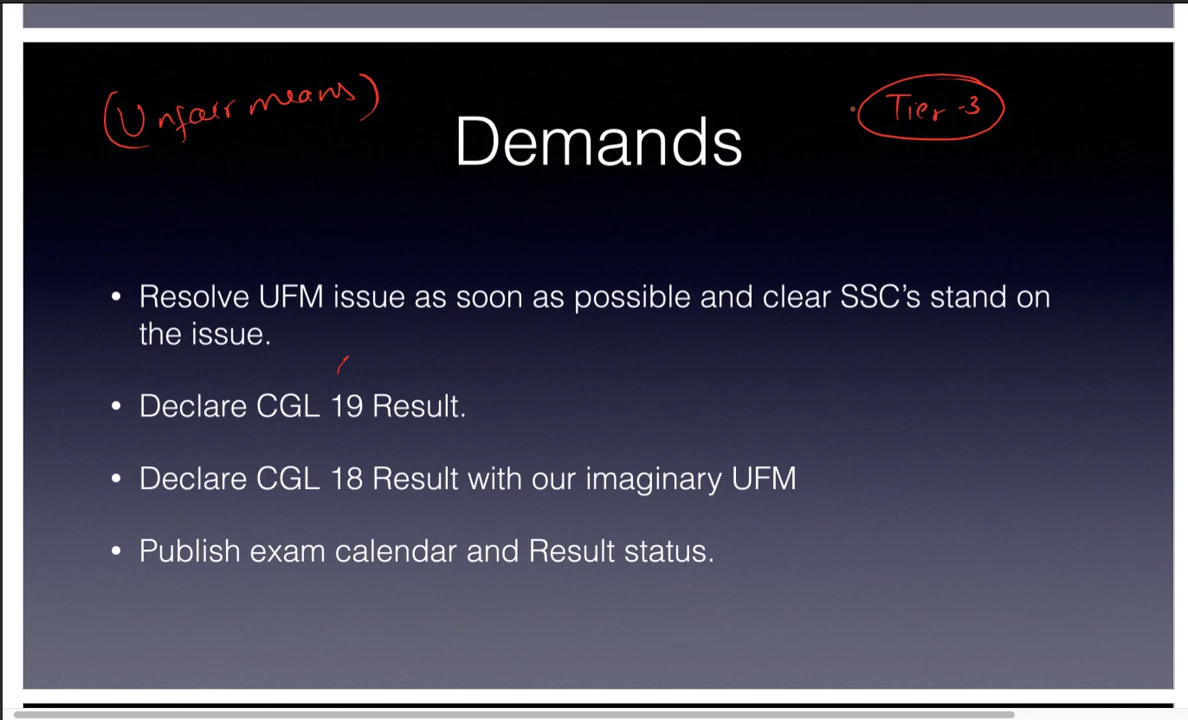 (Unfair means)
Tier-3
Demands
• Resolve UFM issue as soon as possible and clear SSC's stand on
the issue.
• Declare CGL 19 Result.
• Declare CGL 18 Result with our imaginary UFM
• Publish exam calendar and Result status.